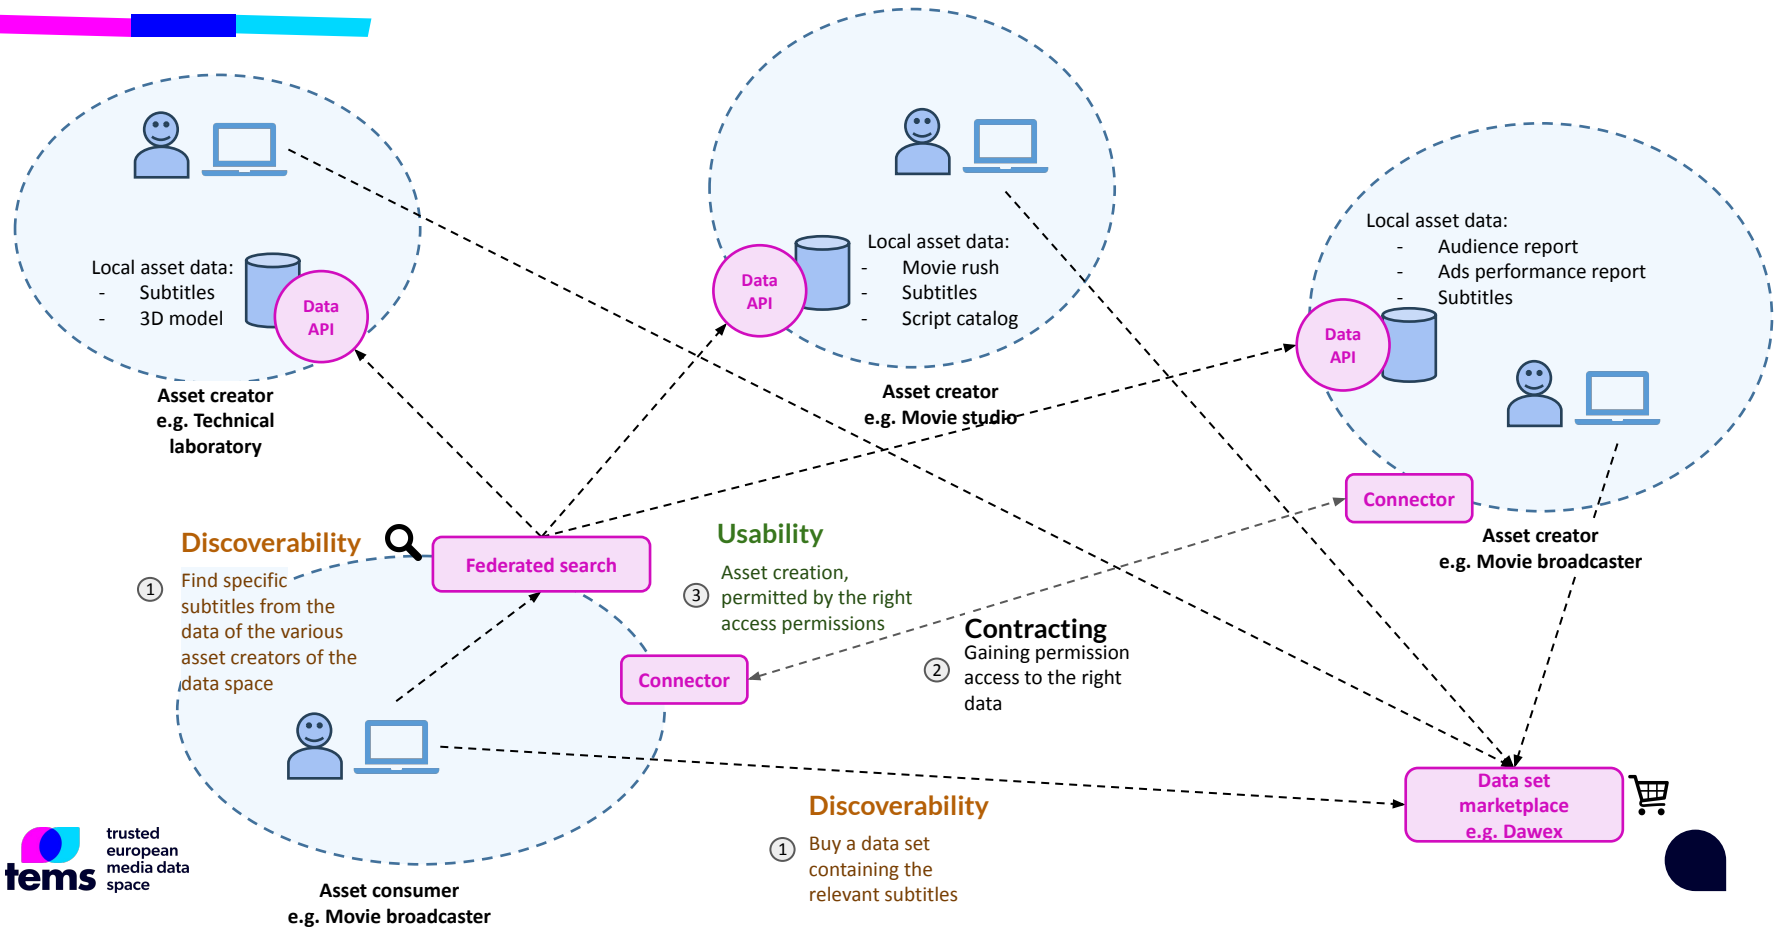 Local asset data:
- Subtitles
- 3D model
Data
API
Asset creator
e.g. Technical
laboratory
Local asset data:
- Movie rush
- Subtitles
- Script catalog
Data
API
Asset creator
e.g. Movie studio
Local asset data:
- Audience report
- Ads performance report
- Subtitles
Data
API
Connector
Asset creator
e.g. Movie broadcaster
Discoverability
1
Find specific
subtitles from the
data of the various
asset creators of the
data space
Federated search
Usability
3
Asset creation,
permitted by the right
access permissions
Connector
Contracting
2
Gaining permission
access to the right
data
Discoverability
1
Buy a data set
containing the
relevant subtitles
Data set
marketplace
e.g. Dawex
Asset consumer
e.g. Movie broadcaster
tems
trusted
european
media data
space